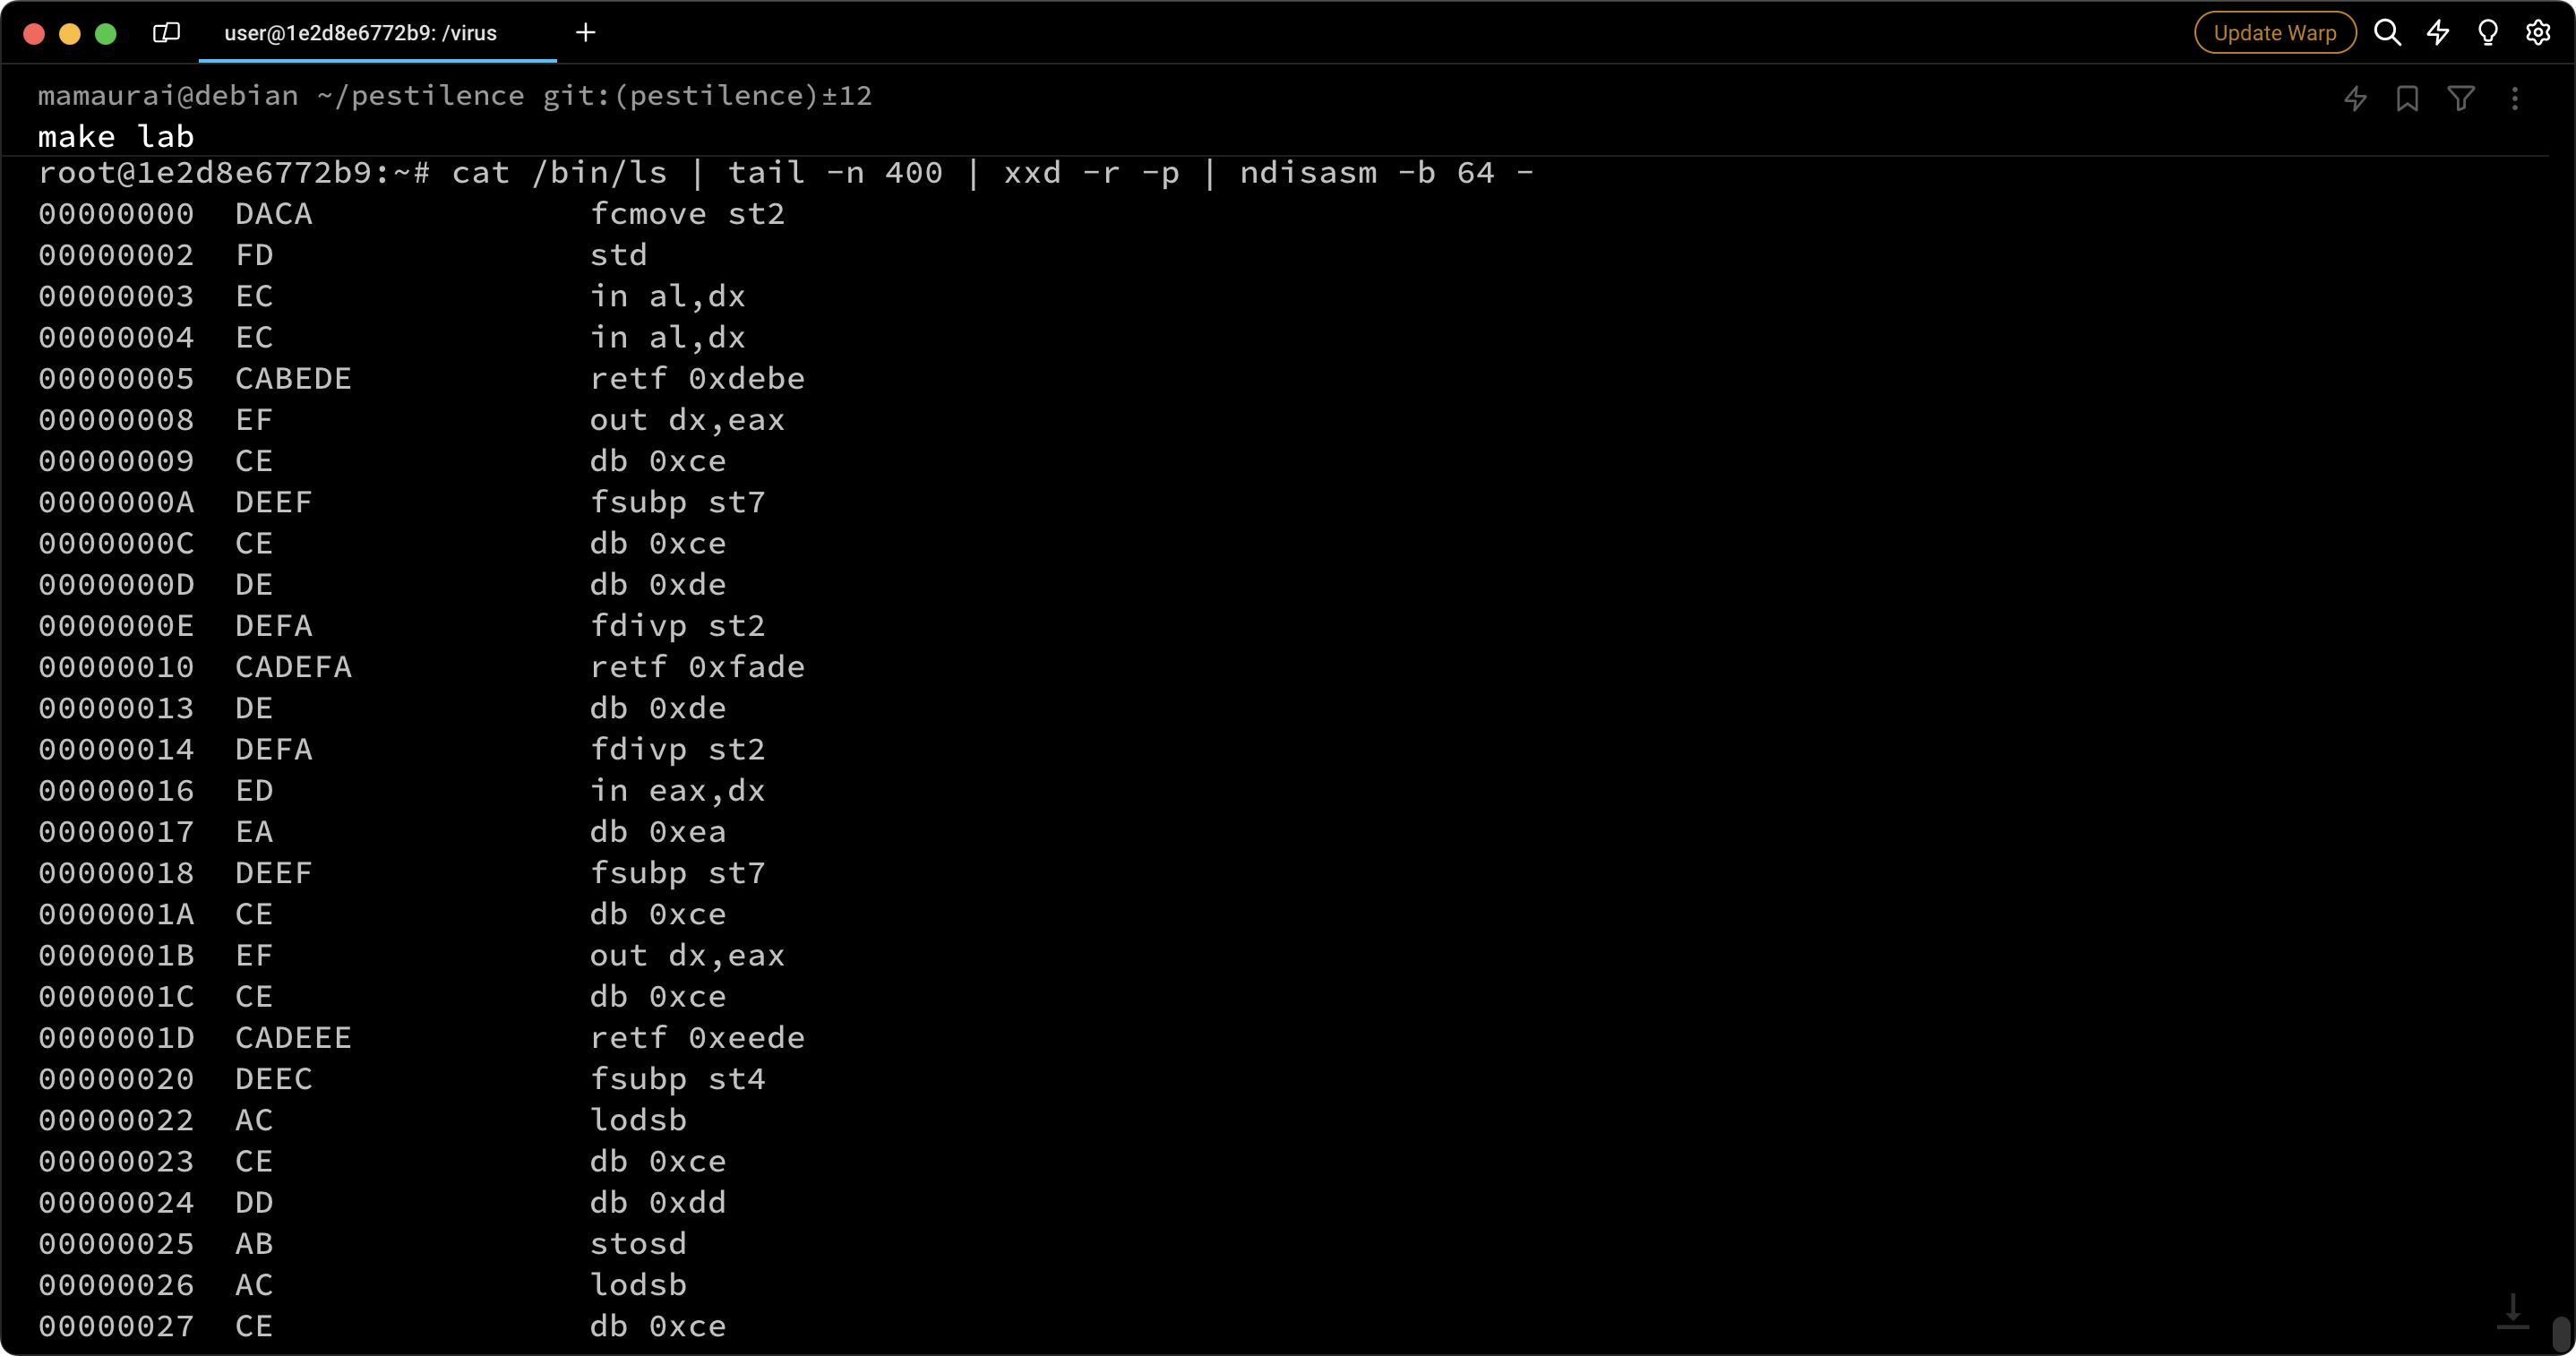 user@1e2d8e6772b9: /virus
Update Warp
mamaurai@debian ~/pestilence git:(pestilence)±12
make lab
root@1e2d8e6772b9:~# cat /bin/ls | tail -n 400 | xxd -r -p | ndisasm -b 64 -
00000000  DACA              fcmove st2
00000002  FD                std
00000003  EC                in al,dx
00000004  EC                in al,dx
00000005  CABEDE            retf 0xdebe
00000008  EF                out dx,eax
00000009  CE                db 0xce
0000000A  DEEF              fsubp st7
0000000C  CE                db 0xce
0000000D  DE                db 0xde
0000000E  DEFA              fdivp st2
00000010  CADEFA            retf 0xfade
00000013  DE                db 0xde
00000014  DEFA              fdivp st2
00000016  ED                in eax,dx
00000017  EA                db 0xea
00000018  DEEF              fsubp st7
0000001A  CE                db 0xce
0000001B  EF                out dx,eax
0000001C  CE                db 0xce
0000001D  CADEEE            retf 0xeede
00000020  DEEC              fsubp st4
00000022  AC                lodsb
00000023  CE                db 0xce
00000024  DD                db 0xdd
00000025  AB                stosd
00000026  AC                lodsb
00000027  CE                db 0xce